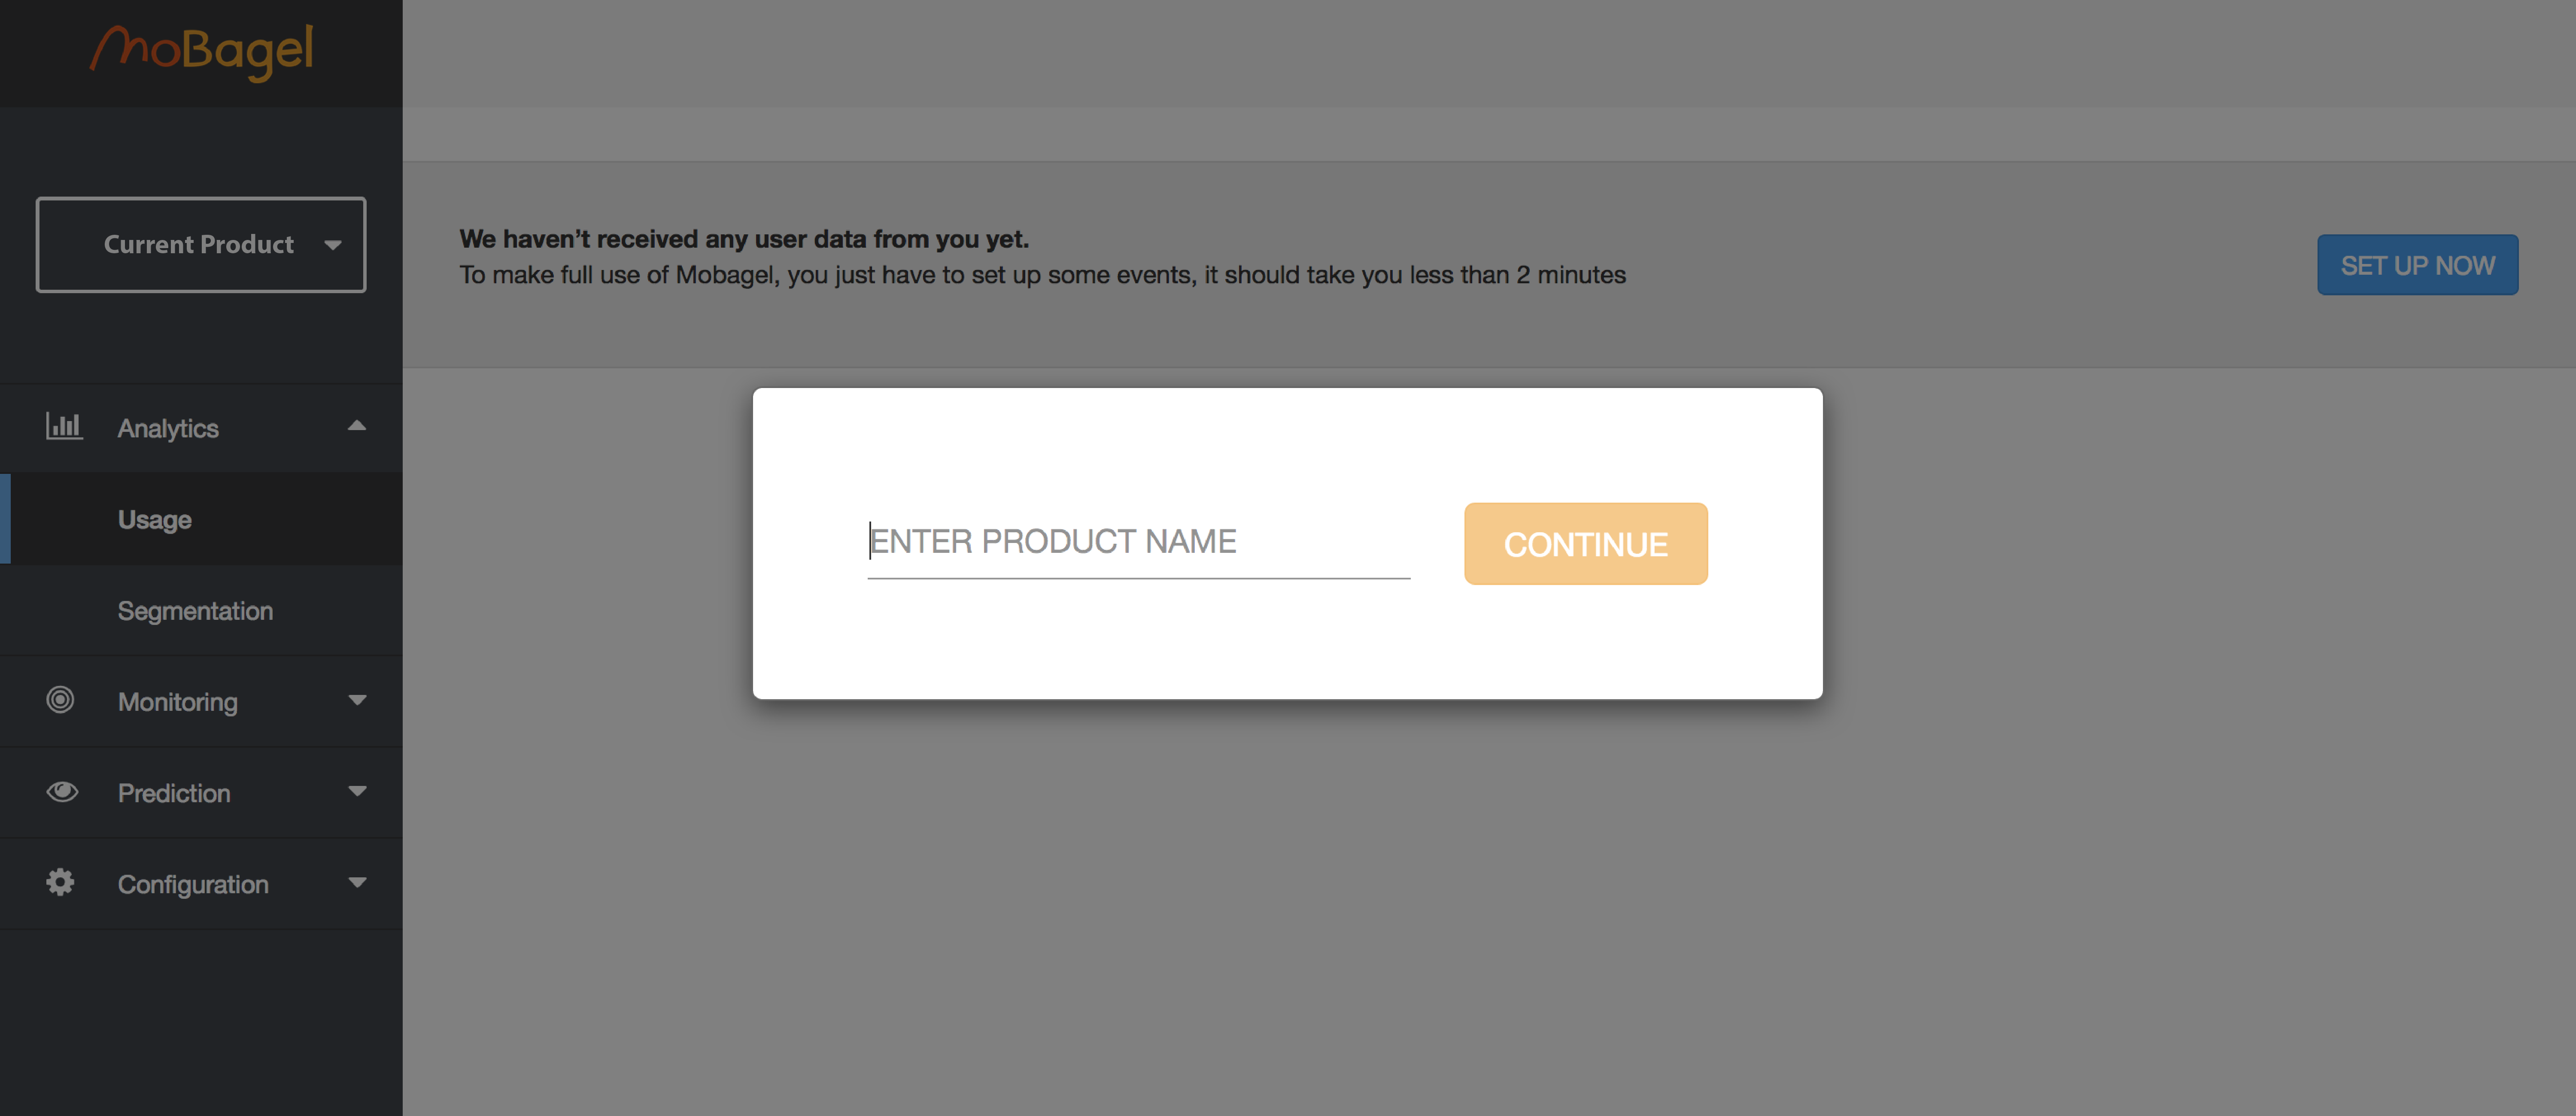 MoBagel
Current Product
Analytics
Usage
Segmentation
Monitoring
Prediction
Configuration
We haven’t received any user data from you yet.
To make full use of Mobagel, you just have to set up some events, it should take you less than 2 minutes
SET UP NOW
ENTER PRODUCT NAME
CONTINUE